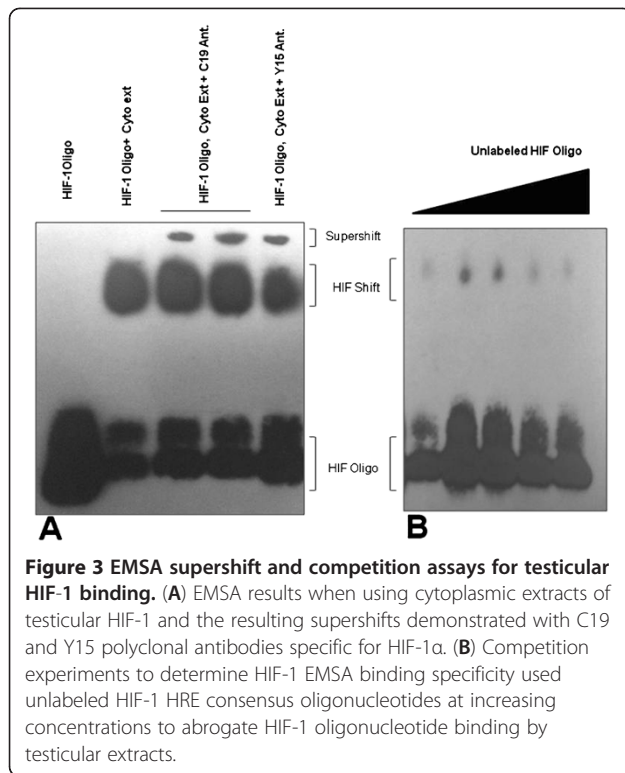 HIF-1Oligo
HIF-1 Oligo+ Cyto ext
HIF-1 Oligo, Cyto Ext + C19 Ant.
HIF-1 Oligo, Cyto Ext + Y15 Ant.
Unlabeled HIF Oligo
Supershift
HIF Shift
HIF Oligo
A
B
Figure 3 EMSA supershift and competition assays for testicular
HIF-1 binding. (A) EMSA results when using cytoplasmic extracts of
testicular HIF-1 and the resulting supershifts demonstrated with C19
and Y15 polyclonal antibodies specific for HIF-1α. (B) Competition
experiments to determine HIF-1 EMSA binding specificity used
unlabeled HIF-1 HRE consensus oligonucleotides at increasing
concentrations to abrogate HIF-1 oligonucleotide binding by
testicular extracts.